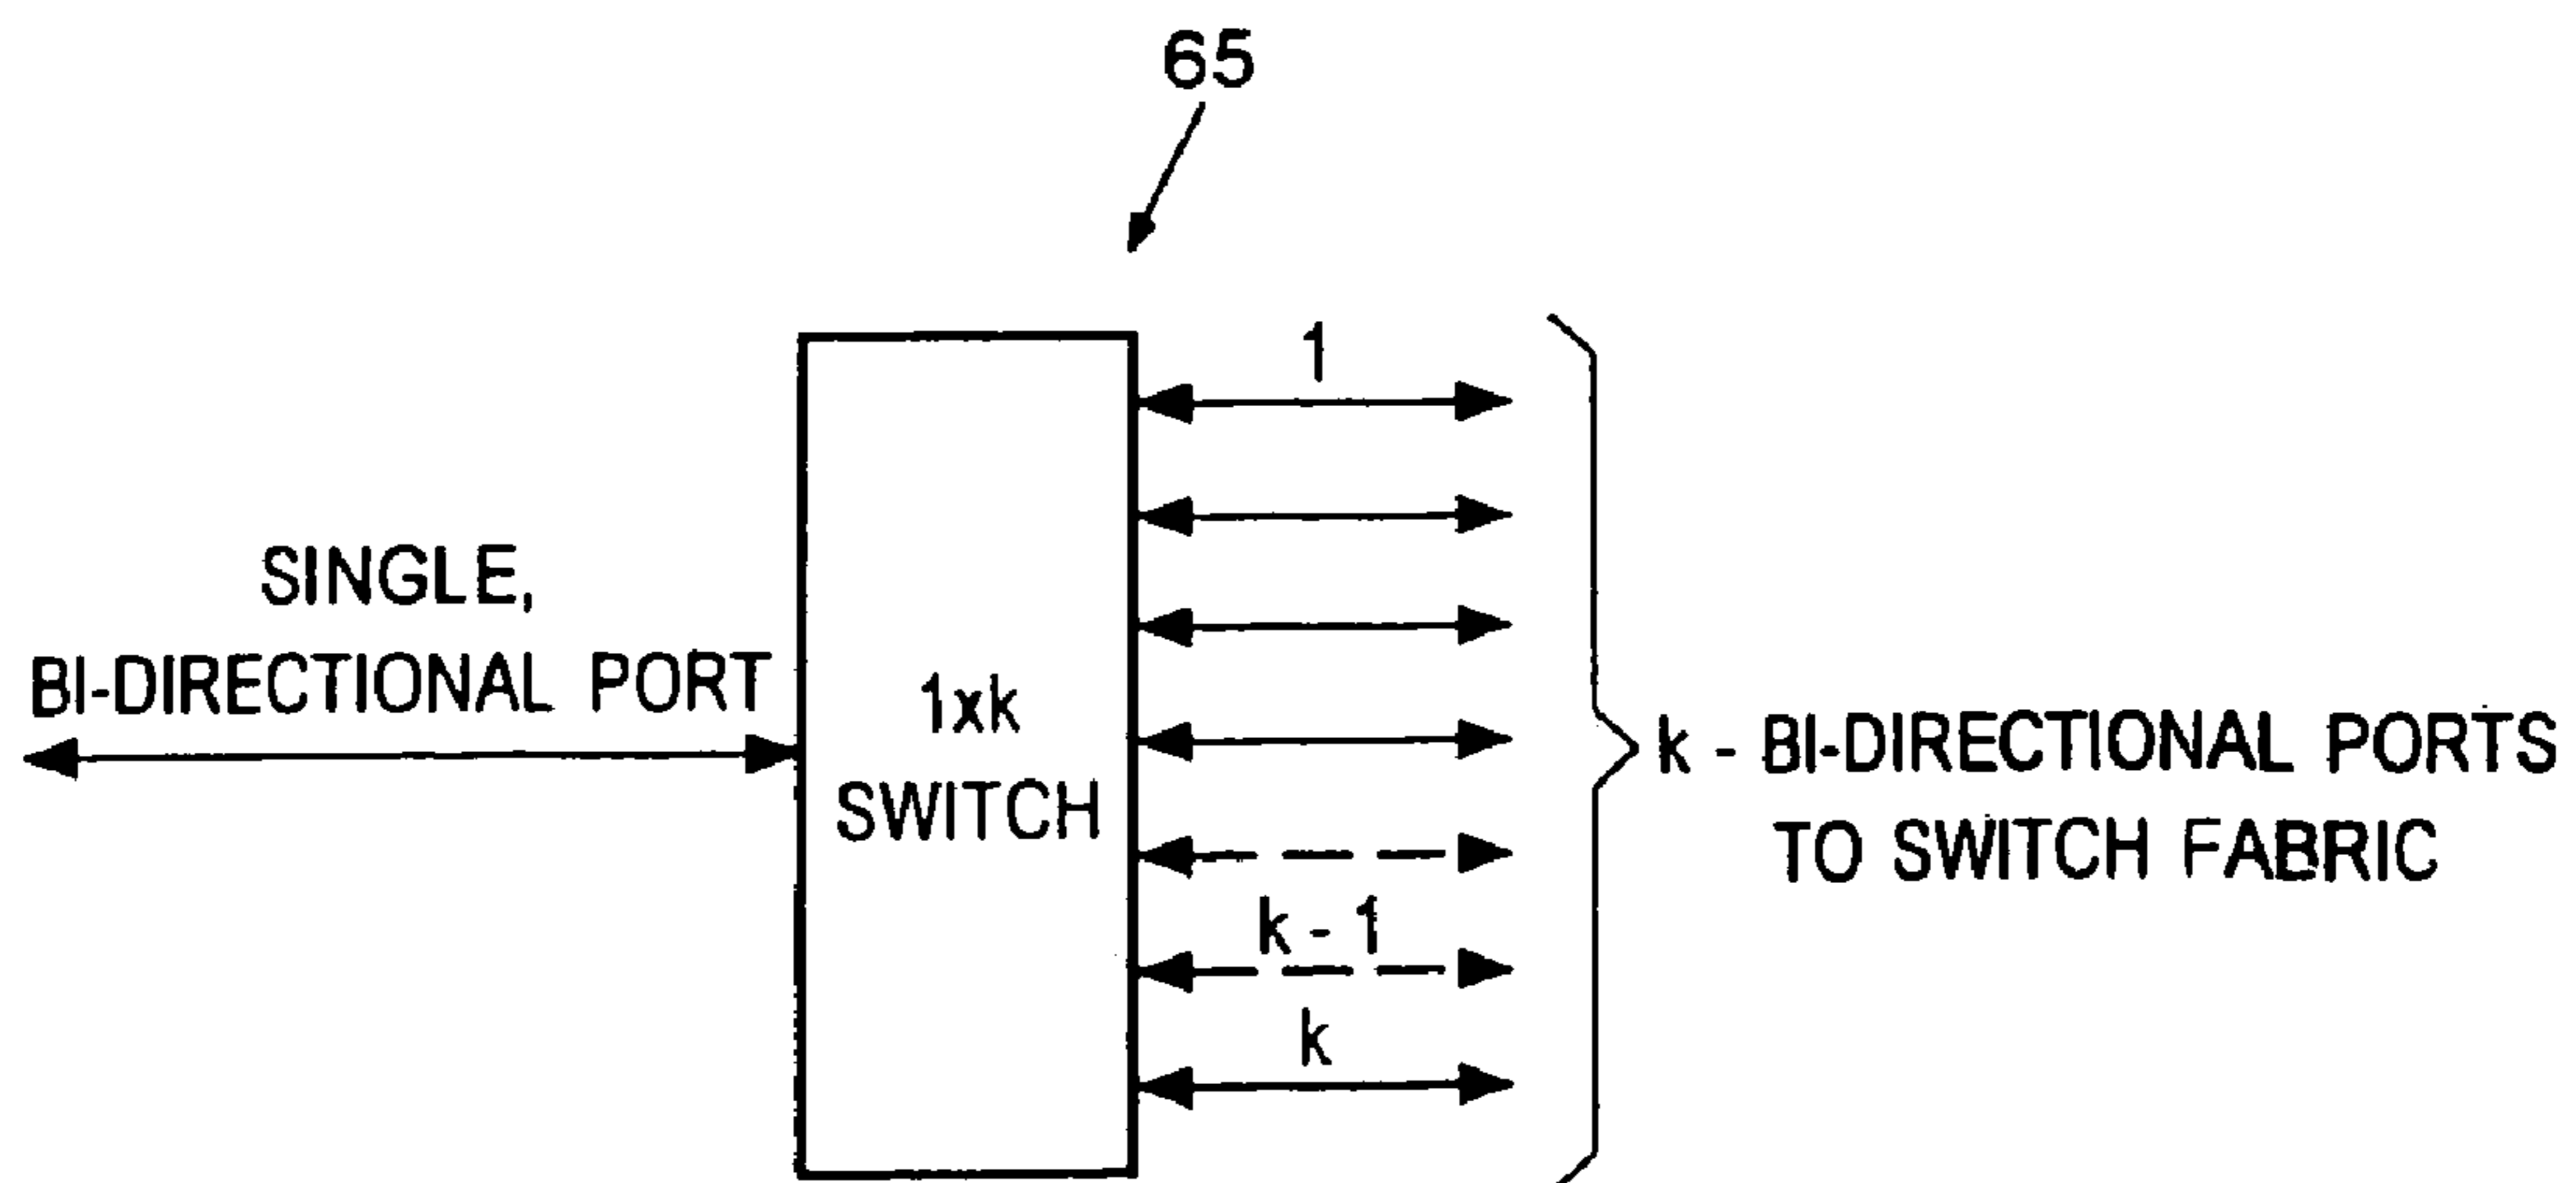 65
1
SINGLE,
BI-DIRECTIONAL PORT
1xk
SWITCH
k - BI-DIRECTIONAL PORTS
TO SWITCH FABRIC
k - 1
k